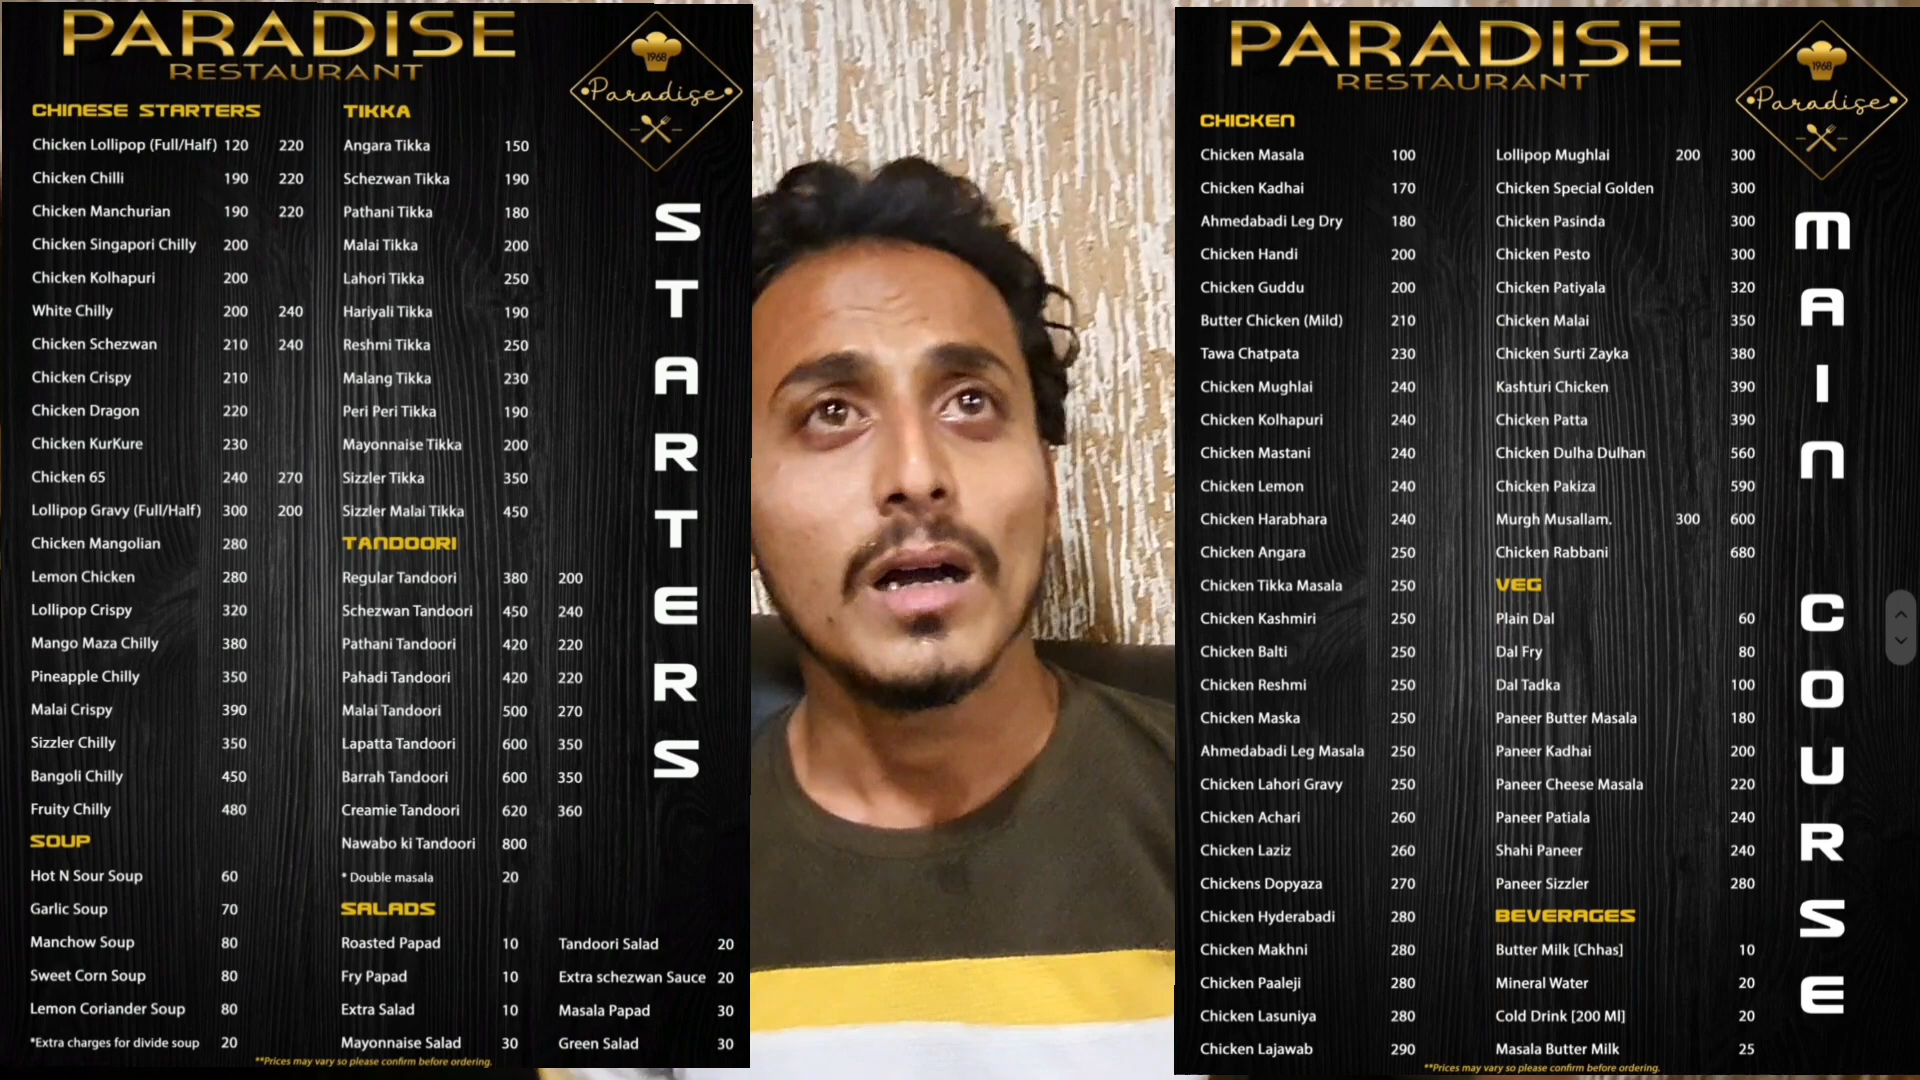 PARADISE
RESTAURANT
1968
Paradise
STARTERS
CHINESE STARTERS
Chicken Lollipop (Full/Half) 120 220
Chicken Chilli 190 220
Chicken Manchurian 190 220
Chicken Singapori Chilly 200
Chicken Kolhapuri 200
White Chilly 200 240
Chicken Schezwan 210 240
Chicken Crispy 210
Chicken Dragon 220
Chicken KurKure 230
Chicken 65 240 270
Lollipop Gravy (Full/Half) 300 200
Chicken Mangolian 280
Lemon Chicken 280
Lollipop Crispy 320
Mango Maza Chilly 380
Pineapple Chilly 350
Malai Crispy 390
Sizzler Chilly 350
Bangoli Chilly 450
Fruity Chilly 480
SOUP
Hot N Sour Soup 60
Garlic Soup 70
Manchow Soup 80
Sweet Corn Soup 80
Lemon Coriander Soup 80
*Extra charges for divide soup 20
TIKKA
Angara Tikka 150
Schezwan Tikka 190
Pathani Tikka 180
Malai Tikka 200
Lahori Tikka 250
Hariyali Tikka 190
Reshmi Tikka 250
Malang Tikka 230
Peri Peri Tikka 190
Mayonnaise Tikka 200
Sizzler Tikka 350
Sizzler Malai Tikka 450
TANDOORI
Regular Tandoori 380 200
Schezwan Tandoori 450 240
Pathani Tandoori 420 220
Pahadi Tandoori 420 220
Malai Tandoori 500 270
Lapatta Tandoori 600 350
Barrah Tandoori 600 350
Creamie Tandoori 620 360
Nawabo ki Tandoori 800
* Double masala 20
SALADS
Roasted Papad 10
Fry Papad 10
Extra Salad 10
Mayonnaise Salad 30
Tandoori Salad 20
Extra schezwan Sauce 20
Masala Papad 30
Green Salad 30
**Prices may vary so please confirm before ordering.
PARADISE
RESTAURANT
1968
Paradise
MAIN COURSE
CHICKEN
Chicken Masala 100
Chicken Kadhai 170
Ahmedabadi Leg Dry 180
Chicken Handi 200
Chicken Guddu 200
Butter Chicken (Mild) 210
Tawa Chatpata 230
Chicken Mughlai 240
Chicken Kolhapuri 240
Chicken Mastani 240
Chicken Lemon 240
Chicken Harabhara 240
Chicken Angara 250
Chicken Tikka Masala 250
Chicken Kashmiri 250
Chicken Balti 250
Chicken Reshmi 250
Chicken Maska 250
Ahmedabadi Leg Masala 250
Chicken Lahori Gravy 250
Chicken Achari 260
Chicken Laziz 260
Chickens Dopyaza 270
Chicken Hyderabadi 280
Chicken Makhni 280
Chicken Paaleji 280
Chicken Lasuniya 280
Chicken Lajawab 290
Lollipop Mughlai 200 300
Chicken Special Golden 300
Chicken Pasinda 300
Chicken Pesto 300
Chicken Patiyala 320
Chicken Malai 350
Chicken Surti Zayka 380
Kashturi Chicken 390
Chicken Patta 390
Chicken Dulha Dulhan 560
Chicken Pakiza 590
Murgh Musallam. 300 600
Chicken Rabbani 680
VEG
Plain Dal 60
Dal Fry 80
Dal Tadka 100
Paneer Butter Masala 180
Paneer Kadhai 200
Paneer Cheese Masala 220
Paneer Patiala 240
Shahi Paneer 240
Paneer Sizzler 280
BEVERAGES
Butter Milk [Chhas] 10
Mineral Water 20
Cold Drink [200 Ml] 20
Masala Butter Milk 25
**Prices may vary so please confirm before ordering.